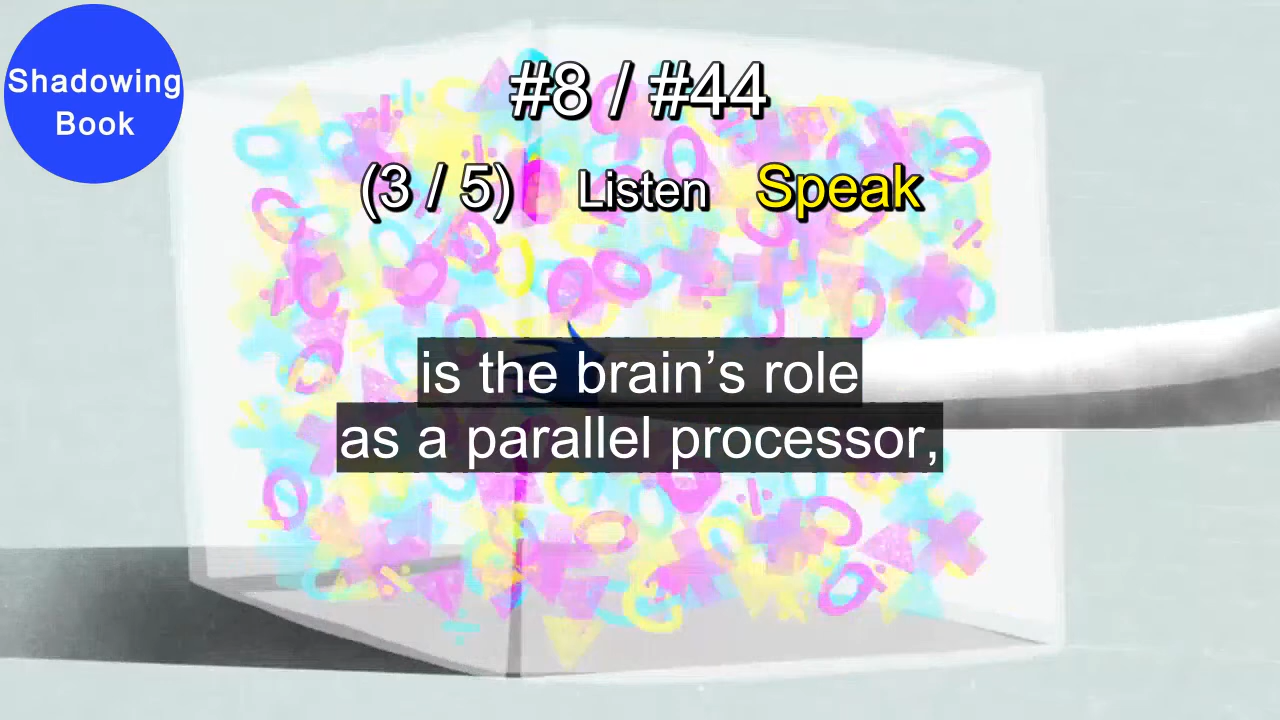 Shadowing
Book
#8 / #44
(3 / 5) Listen Speak
is the brain’s role
as a parallel processor,